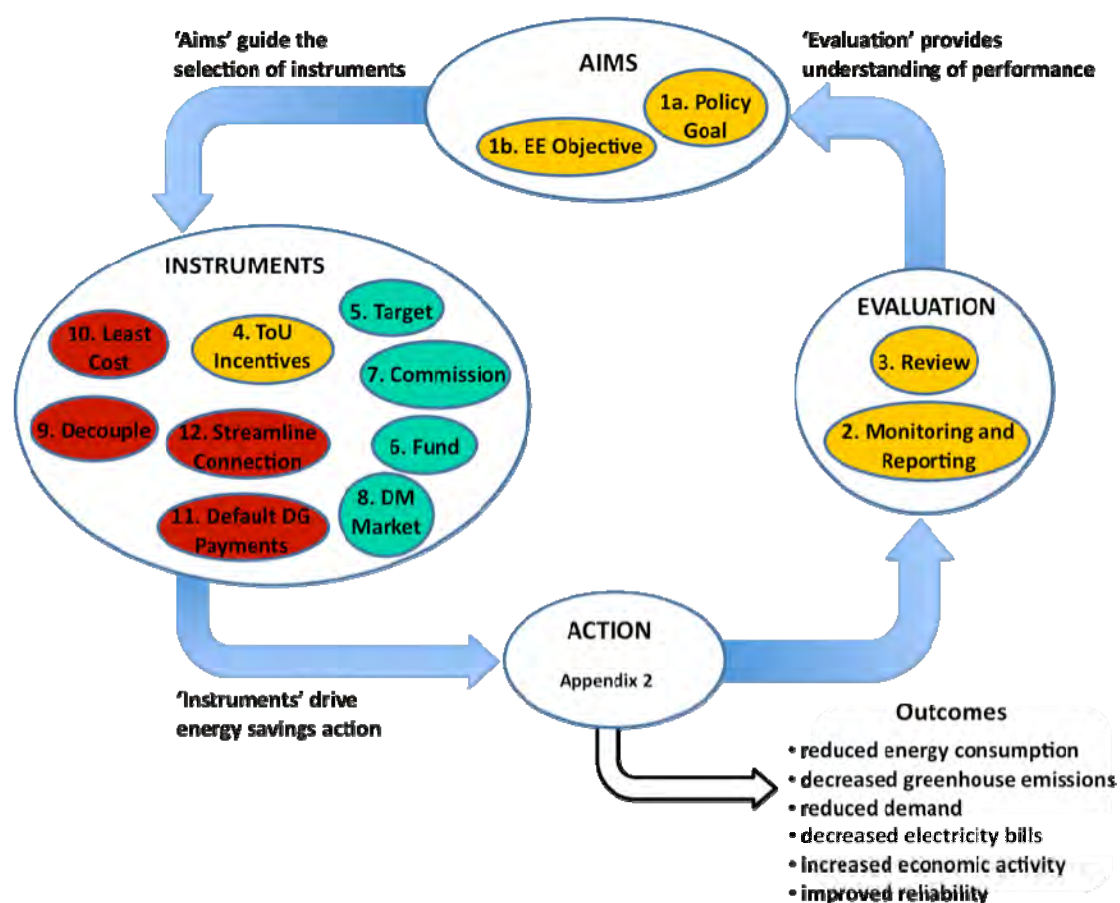 'Aims' guide the
selection of instruments
AIMS
1a. Policy
Goal
1b. EE Objective
'Evaluation' provides
understanding of performance
INSTRUMENTS
10. Least
Cost
4. ToU
Incentives
5. Target
7. Commission
9. Decouple
12. Streamline
Connection
6. Fund
11. Default DG
Payments
8. DM
Market
EVALUATION
3. Review
2. Monitoring and
Reporting
'Instruments' drive
energy savings action
ACTION
Appendix 2
Outcomes
• reduced energy consumption
• decreased greenhouse emissions
• reduced demand
• decreased electricity bills
• increased economic activity
• improved reliability